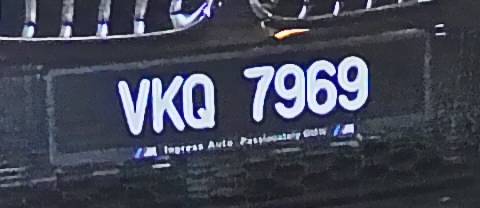 VKQ 7969
Ingress Auto Passionately BMW